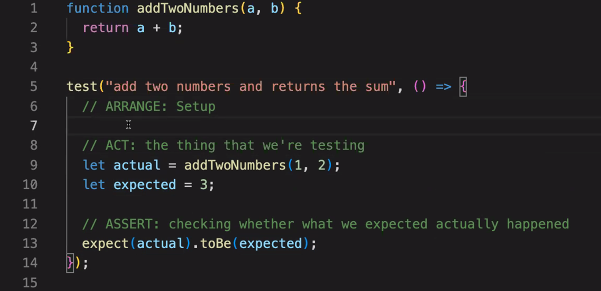 1 function addTwoNumbers(a, b) {
2 return a + b;
3 }
4
5 test("add two numbers and returns the sum", () => {
6 // ARRANGE: Setup
7
8 // ACT: the thing that we're testing
9 let actual = addTwoNumbers(1, 2);
10 let expected = 3;
11
12 // ASSERT: checking whether what we expected actually happened
13 expect(actual).toBe(expected);
14 });
15